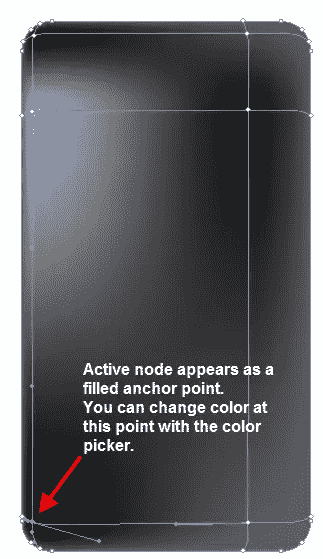 Active node appears as a
filled anchor point.
You can change color at
this point with the color
picker.